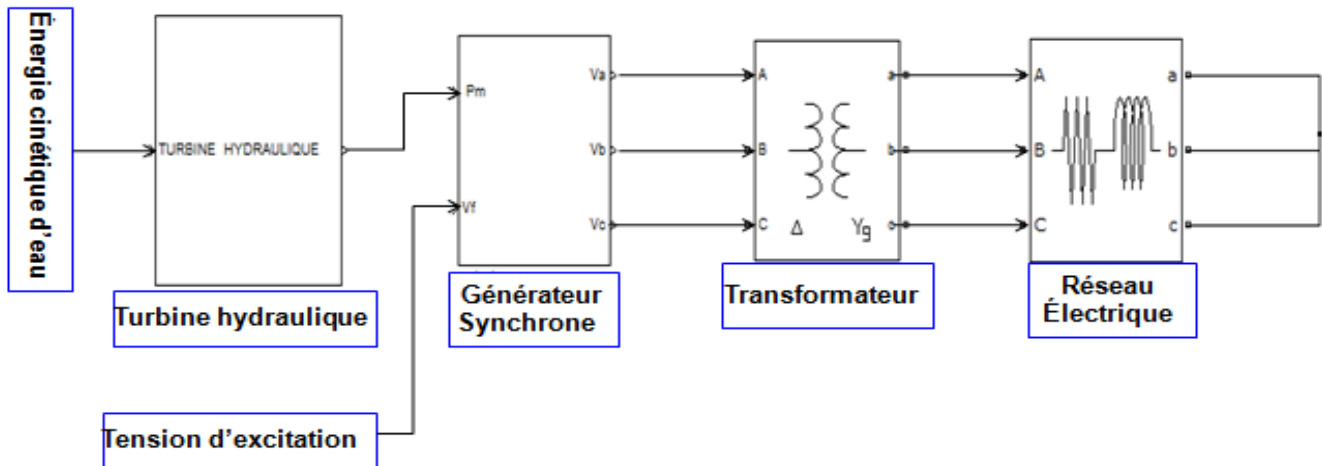 Énergie cinétique d'eau
TURBINE HYDRAULIQUE
Turbine hydraulique
Tension d'excitation
Pm
Vf
Va
Vb
Vc
Générateur
Synchrone
A
B
C
a
b
c
Δ
Yg
Transformateur
A
B
C
a
b
c
Réseau
Électrique